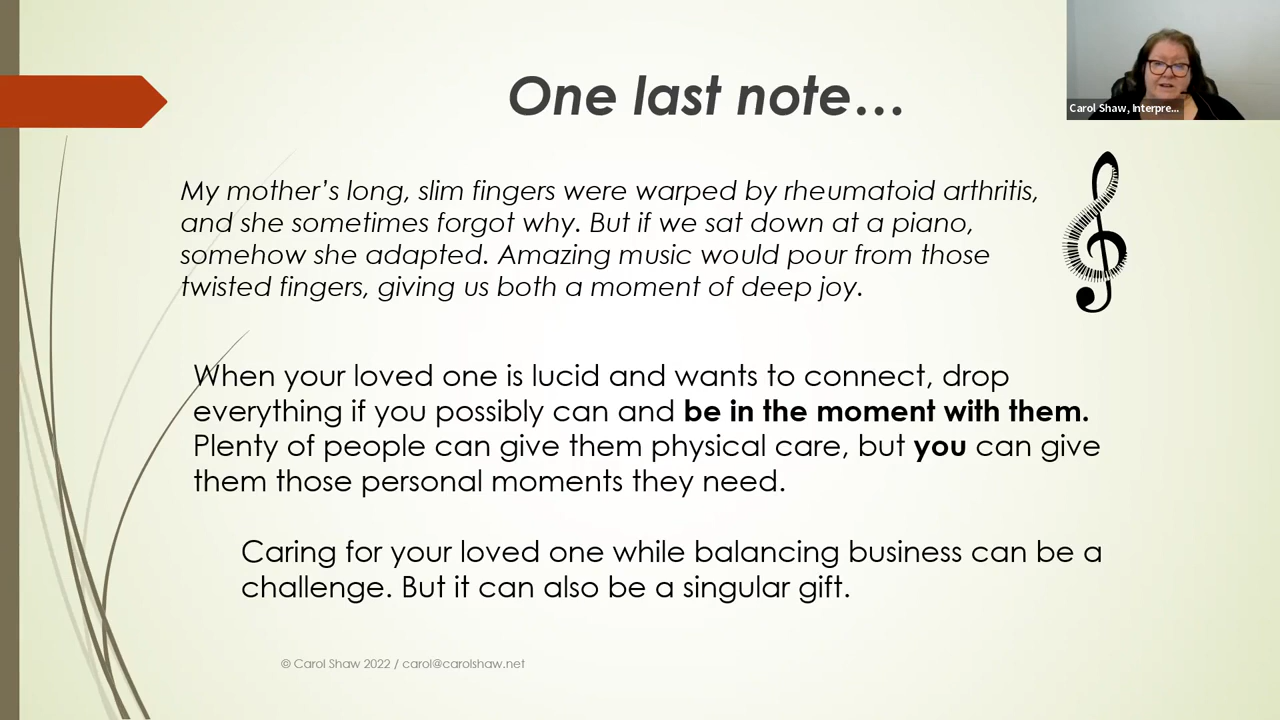 One last note…
Carol Shaw, Interpre...
My mother’s long, slim fingers were warped by rheumatoid arthritis,
and she sometimes forgot why. But if we sat down at a piano,
somehow she adapted. Amazing music would pour from those
twisted fingers, giving us both a moment of deep joy.
When your loved one is lucid and wants to connect, drop
everything if you possibly can and be in the moment with them.
Plenty of people can give them physical care, but you can give
them those personal moments they need.
Caring for your loved one while balancing business can be a
challenge. But it can also be a singular gift.
© Carol Shaw 2022 / carol@carolshaw.net